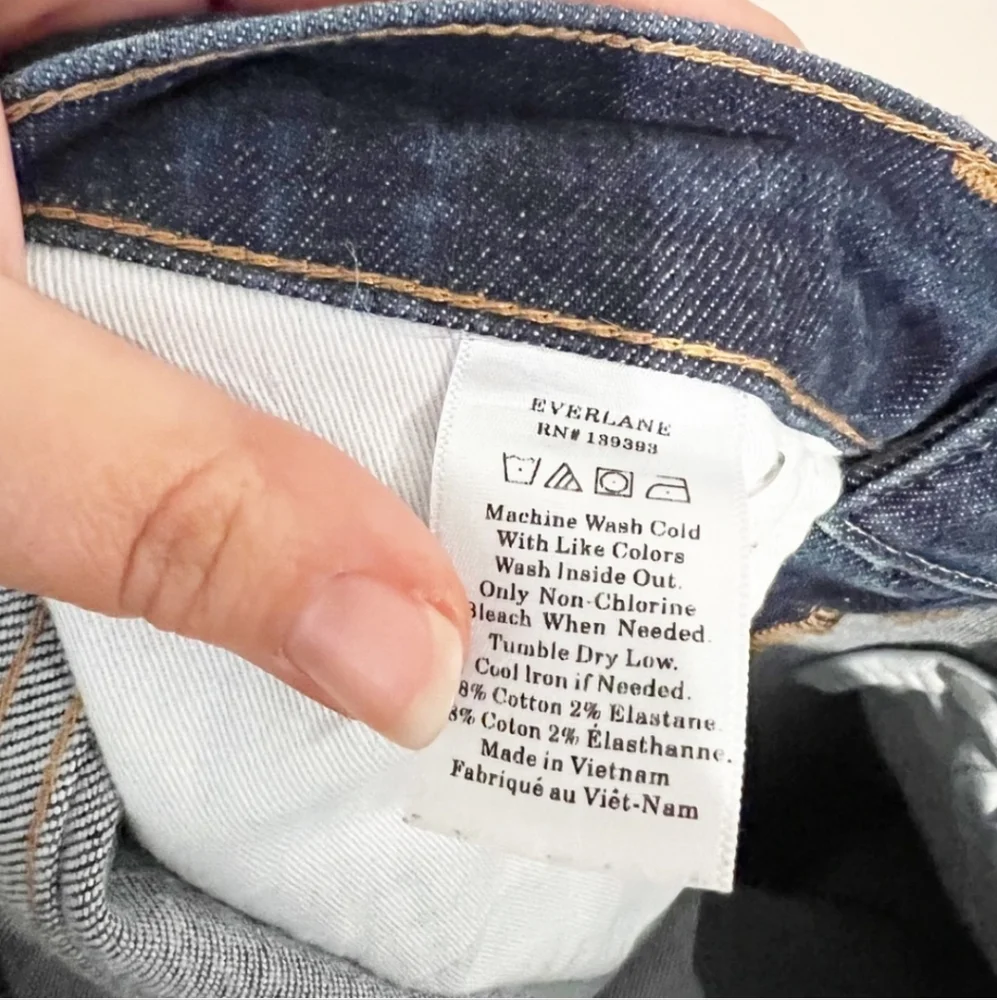 EVERLANE
RN# 139393
Machine Wash Cold
With Like Colors
Wash Inside Out.
Only Non-Chlorine
Bleach When Needed.
Tumble Dry Low.
Cool Iron if Needed.
8% Cotton 2% Elastane.
8% Coton 2% Élasthanne.
Made in Vietnam
Fabriqué au Viêt-Nam